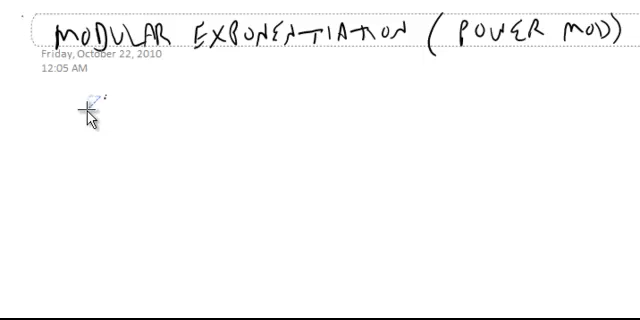 MODULAR EXPONENTIATION ( POWER MOD)
Friday, October 22, 2010
12:05 AM